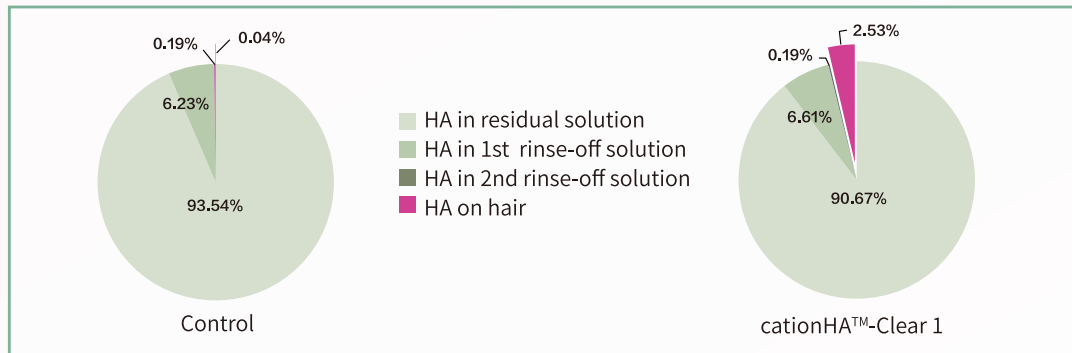 0.19%
0.04%
6.23%
93.54%
Control
HA in residual solution
HA in 1st rinse-off solution
HA in 2nd rinse-off solution
HA on hair
2.53%
0.19%
6.61%
90.67%
cationHA™-Clear 1